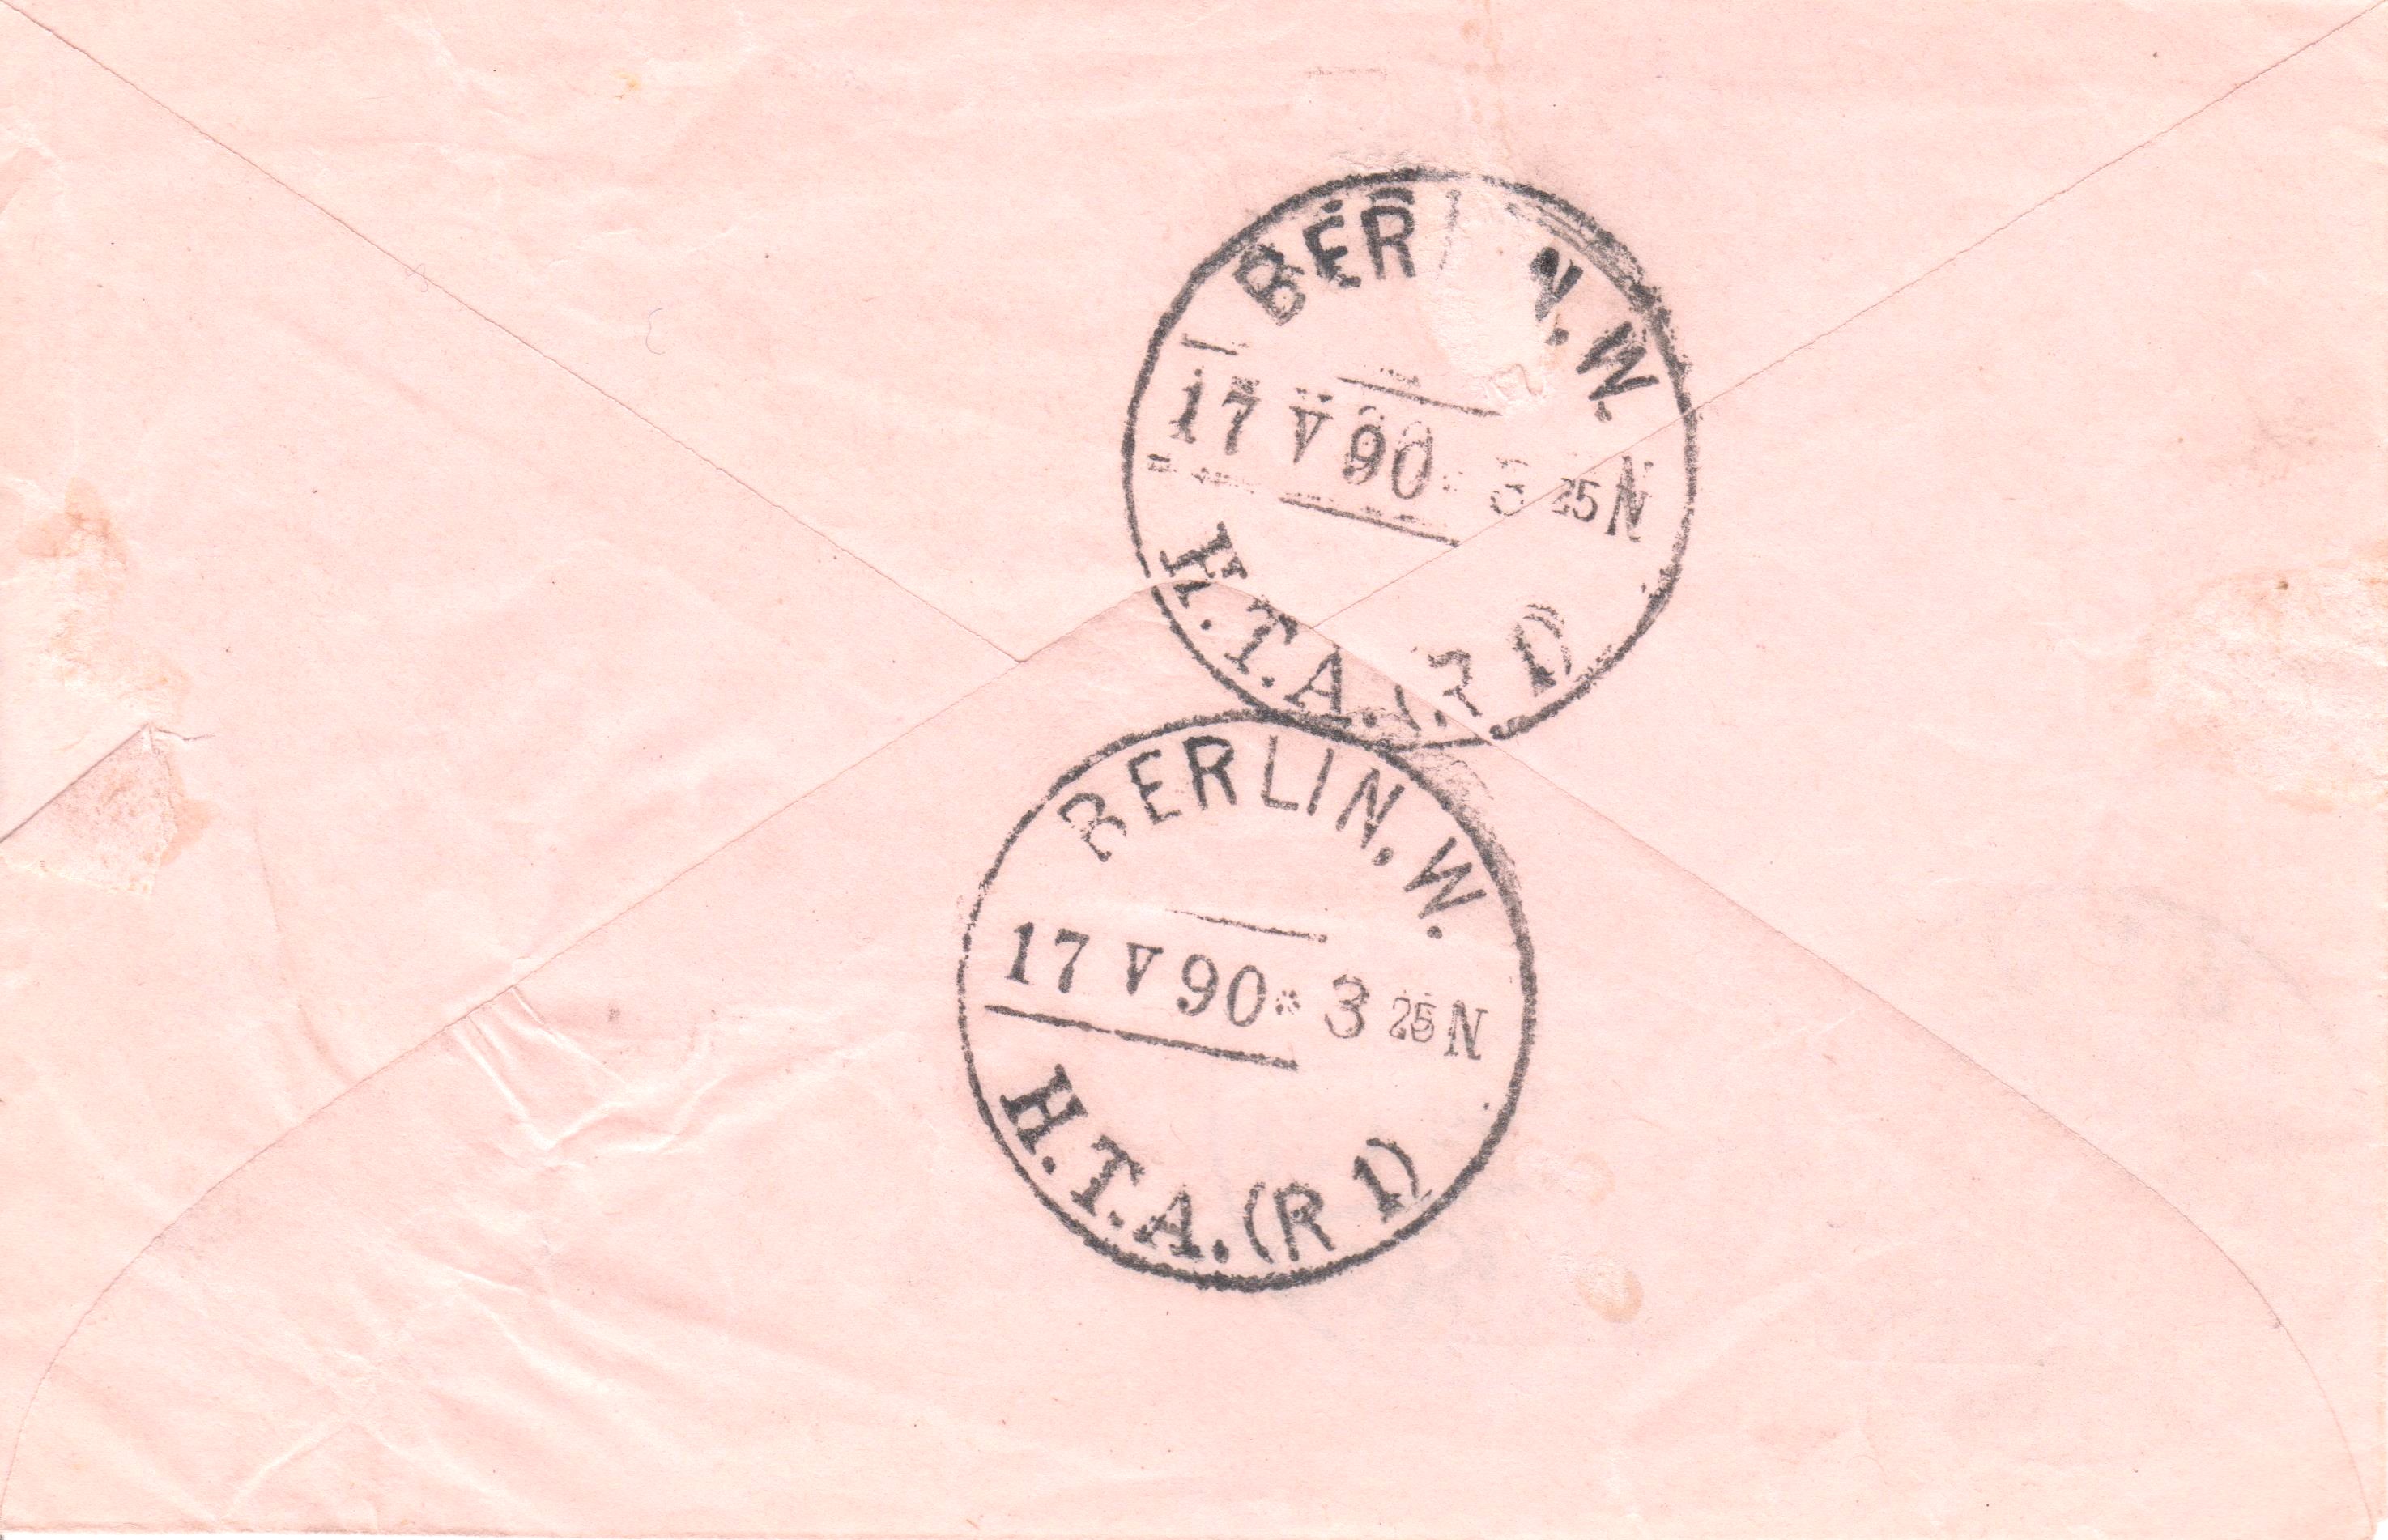 BERLIN.W.
17 V 90 * 3 25 N
H.T.A.(R 1)
BERLIN.W.
17 V 90 * 3 25 N
H.T.A.(R 1)